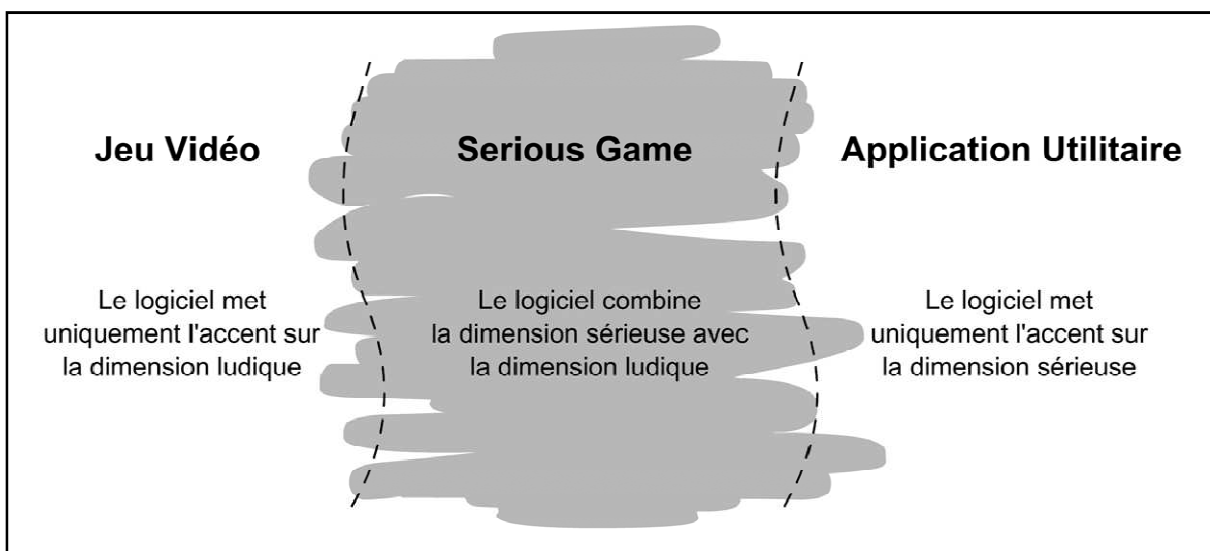 Jeu Vidéo
Serious Game
Application Utilitaire
Le logiciel met
uniquement l'accent sur
la dimension ludique
Le logiciel combine
la dimension sérieuse avec
la dimension ludique
Le logiciel met
uniquement l'accent sur
la dimension sérieuse